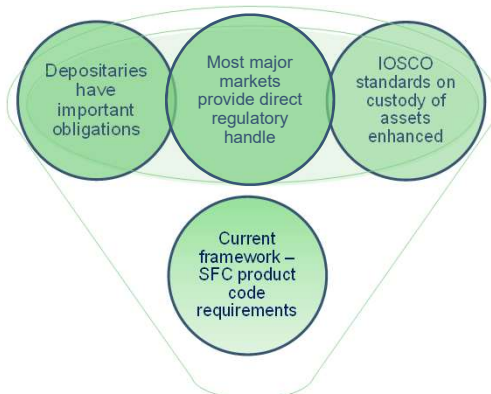 Depositaries
have
important
obligations
Most major
markets
provide direct
regulatory
handle
IOSCO
standards on
custody of
assets
enhanced
Current
framework –
SFC product
code
requirements